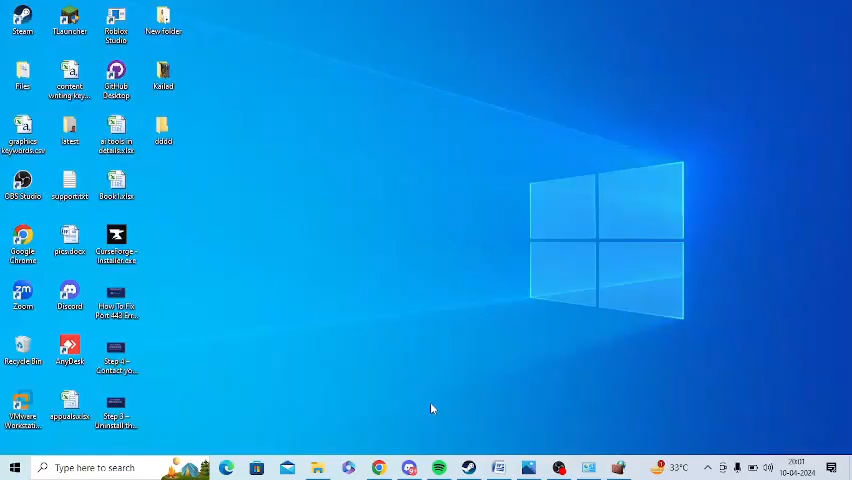 Steam
TLauncher
Roblox
Studio
New folder
Files
content
writing key...
GitHub
Desktop
Kailad
graphics
keywords.csv
latest
ai tools in
details.xlsx
dddd
OBS Studio
support.txt
Book1.xlsx
Google
Chrome
pics.docx
CurseForge -
Installer.exe
zm
Zoom
Discord
How To Fix
Port 443 Err...
Recycle Bin
AnyDesk
Step 4 –
Contact yo...
VMware
Workstati...
appuals.xlsx
Step 3 –
Uninstall th...
Type here to search
33°C
20:01
10-04-2024